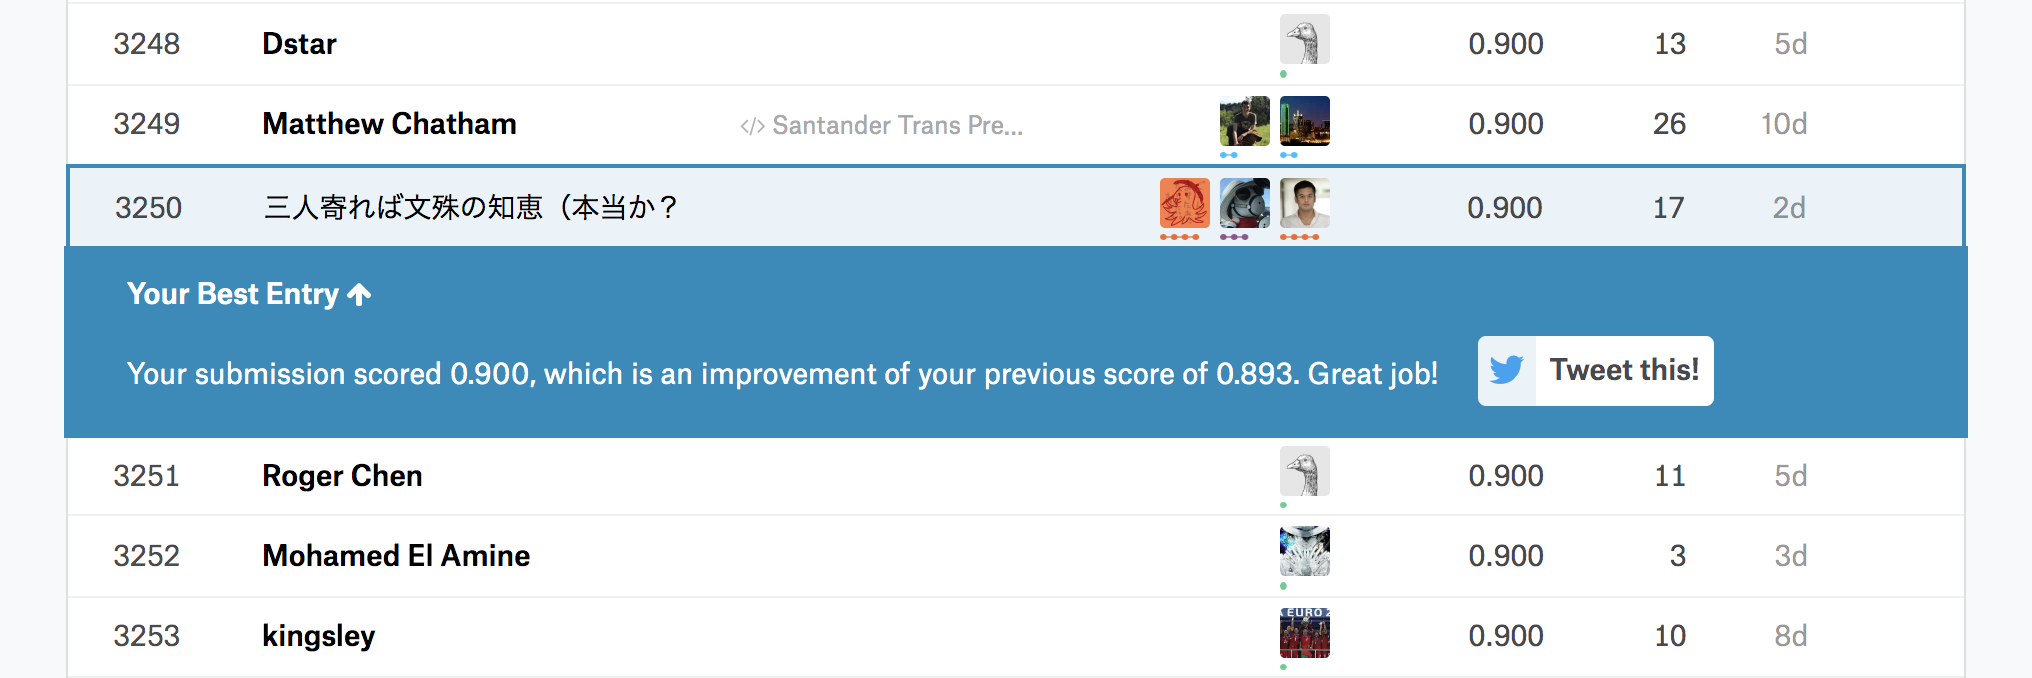 3248 Dstar 0.900 13 5d
3249 Matthew Chatham </> Santander Trans Pre... 0.900 26 10d
3250 三人寄れば文殊の知恵（本当か？ 0.900 17 2d
Your Best Entry
Your submission scored 0.900, which is an improvement of your previous score of 0.893. Great job! Tweet this!
3251 Roger Chen 0.900 11 5d
3252 Mohamed El Amine 0.900 3 3d
EURO
3253 kingsley 0.900 10 8d